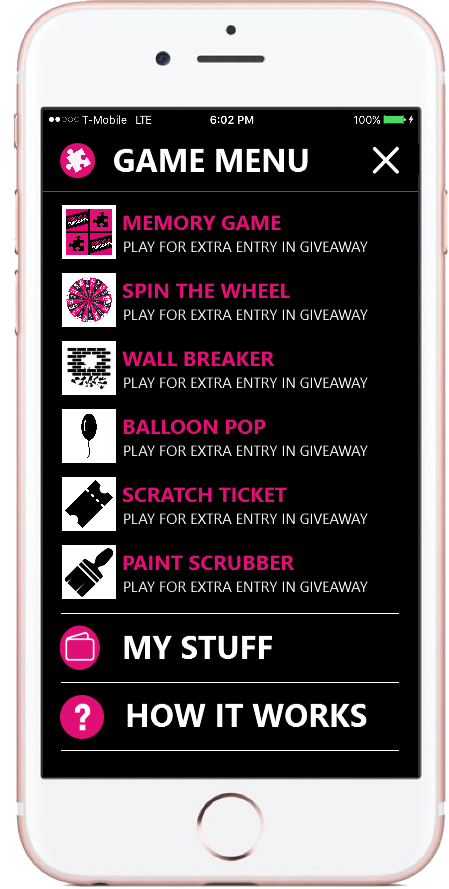 T-Mobile LTE 6:02 PM 100%
GAME MENU
MEMORY GAME
PLAY FOR EXTRA ENTRY IN GIVEAWAY
SPIN THE WHEEL
PLAY FOR EXTRA ENTRY IN GIVEAWAY
WALL BREAKER
PLAY FOR EXTRA ENTRY IN GIVEAWAY
BALLOON POP
PLAY FOR EXTRA ENTRY IN GIVEAWAY
SCRATCH TICKET
PLAY FOR EXTRA ENTRY IN GIVEAWAY
PAINT SCRUBBER
PLAY FOR EXTRA ENTRY IN GIVEAWAY
MY STUFF
? HOW IT WORKS